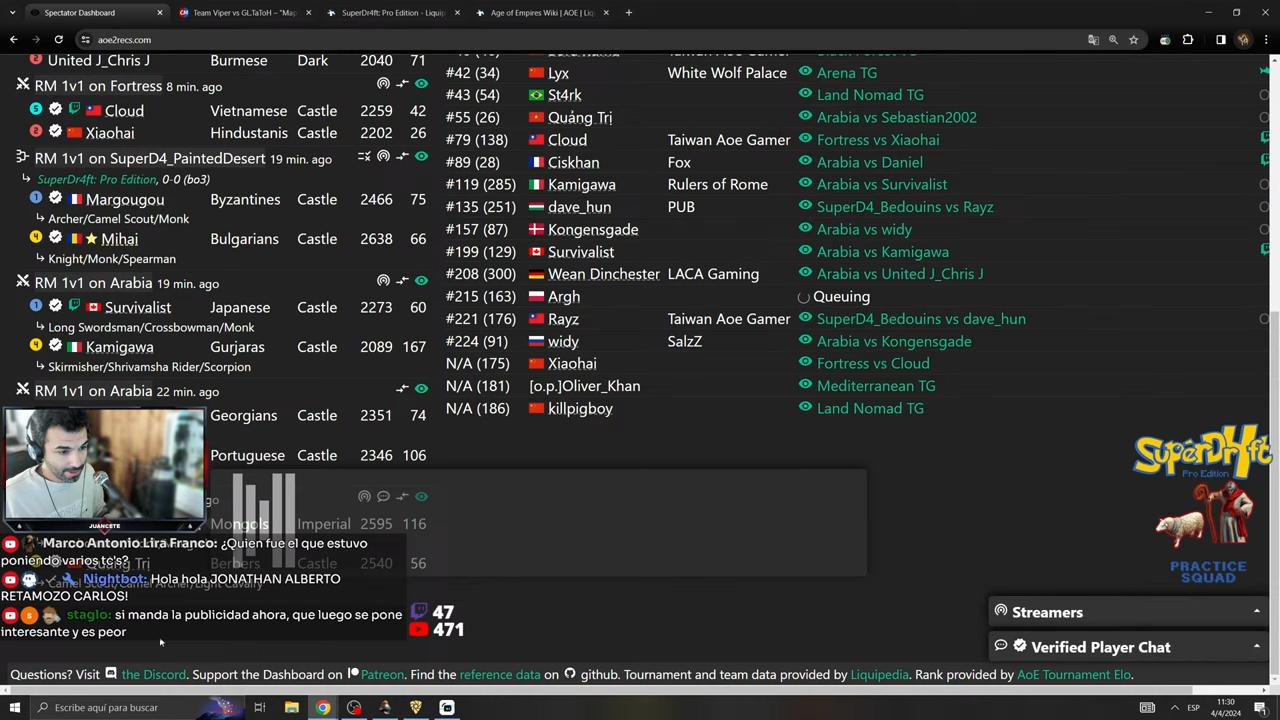 Spectator Dashboard
Team Viper vs GL.TaToH – "Map
SuperDr4ft: Pro Edition - Liquip
Age of Empires Wiki | AOE | Liq
aoe2recs.com
United J_Chris J Burmese Dark 2040 71
RM 1v1 on Fortress 8 min. ago
Cloud Vietnamese Castle 2259 42
Xiaohai Hindustanis Castle 2202 26
RM 1v1 on SuperD4_PaintedDesert 19 min. ago
SuperDr4ft: Pro Edition, 0-0 (bo3)
Margougou Byzantines Castle 2466 75
Archer/Camel Scout/Monk
Mihai Bulgarians Castle 2638 66
Knight/Monk/Spearman
RM 1v1 on Arabia 19 min. ago
Survivalist Japanese Castle 2273 60
Long Swordsman/Crossbowman/Monk
Kamigawa Gurjaras Castle 2089 167
Skirmisher/Shrivamsha Rider/Scorpion
RM 1v1 on Arabia 22 min. ago
Georgians Castle 2351 74
Portuguese Castle 2346 106
Mongols Imperial 2595 116
Quảng Trị Berbers Castle 2540 56
Camel Scout/Camel Archer/Light Cavalry
#42 (34) Lyx White Wolf Palace Arena TG
#43 (54) St4rk Land Nomad TG
#55 (26) Quảng Trị Arabia vs Sebastian2002
#79 (138) Cloud Taiwan Aoe Gamer Fortress vs Xiaohai
#89 (28) Ciskhan Fox Arabia vs Daniel
#119 (285) Kamigawa Rulers of Rome Arabia vs Survivalist
#135 (251) dave_hun PUB SuperD4_Bedouins vs Rayz
#157 (87) Kongensgade Arabia vs widy
#199 (129) Survivalist Arabia vs Kamigawa
#208 (300) Wean Dinchester LACA Gaming Arabia vs United J_Chris J
#215 (163) Argh Queuing
#221 (176) Rayz Taiwan Aoe Gamer SuperD4_Bedouins vs dave_hun
#224 (91) widy SalzZ Arabia vs Kongensgade
N/A (175) Xiaohai Fortress vs Cloud
N/A (181) [o.p.]Oliver_Khan Mediterranean TG
N/A (186) killpigboy Land Nomad TG
JUANCETE
Marco Antonio Lira Franco: ¿Quien fue el que estuvo
poniendo varios tc's?
Nightbot: Hola hola JONATHAN ALBERTO
RETAMOZO CARLOS!
staglo: si manda la publicidad ahora, que luego se pone
interesante y es peor
47
471
SuperDr4ft
Pro Edition
PRACTICE
SQUAD
Streamers
Verified Player Chat
Questions? Visit the Discord. Support the Dashboard on Patreon. Find the reference data on github. Tournament and team data provided by Liquipedia. Rank provided by AoE Tournament Elo.
Escribe aquí para buscar
ESP
11:30
4/4/2024